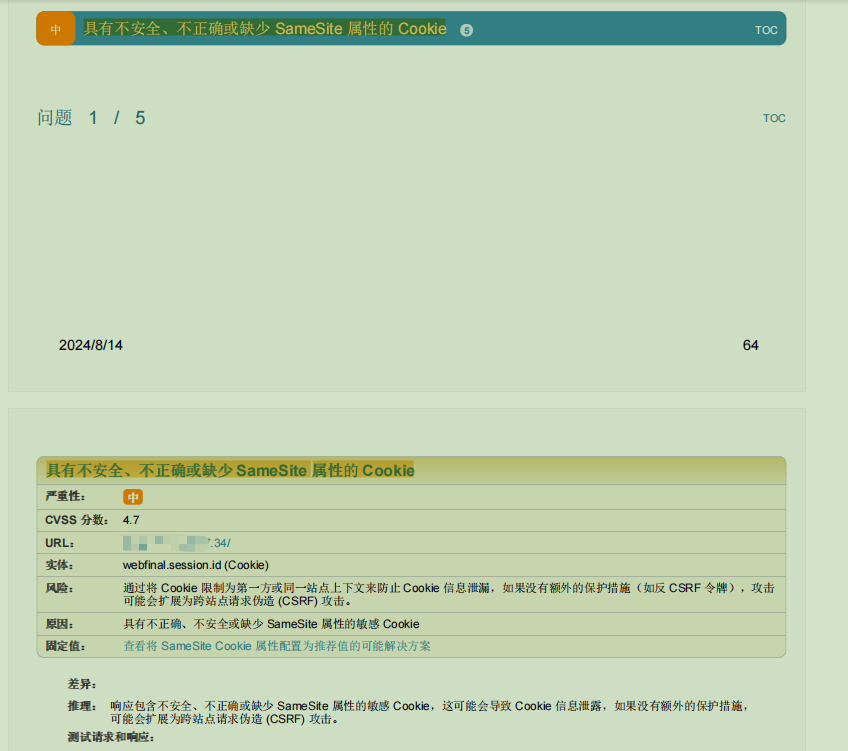 中 具有不安全、不正确或缺少 SameSite 属性的 Cookie 5 TOC
问题 1 / 5 TOC
2024/8/14 64
具有不安全、不正确或缺少 SameSite 属性的 Cookie
严重性： 中
CVSS 分数： 4.7
URL： .34/
实体： webfinal.session.id (Cookie)
风险： 通过将 Cookie 限制为第一方或同一站点上下文来防止 Cookie 信息泄漏，如果没有额外的保护措施（如反 CSRF 令牌），攻击
可能会扩展为跨站点请求伪造 (CSRF) 攻击。
原因： 具有不正确、不安全或缺少 SameSite 属性的敏感 Cookie
固定值： 查看将 SameSite Cookie 属性配置为推荐值的可能解决方案
差异：
推理： 响应包含不安全、不正确或缺少 SameSite 属性的敏感 Cookie，这可能会导致 Cookie 信息泄露，如果没有额外的保护措施，
可能会扩展为跨站点请求伪造 (CSRF) 攻击。
测试请求和响应：